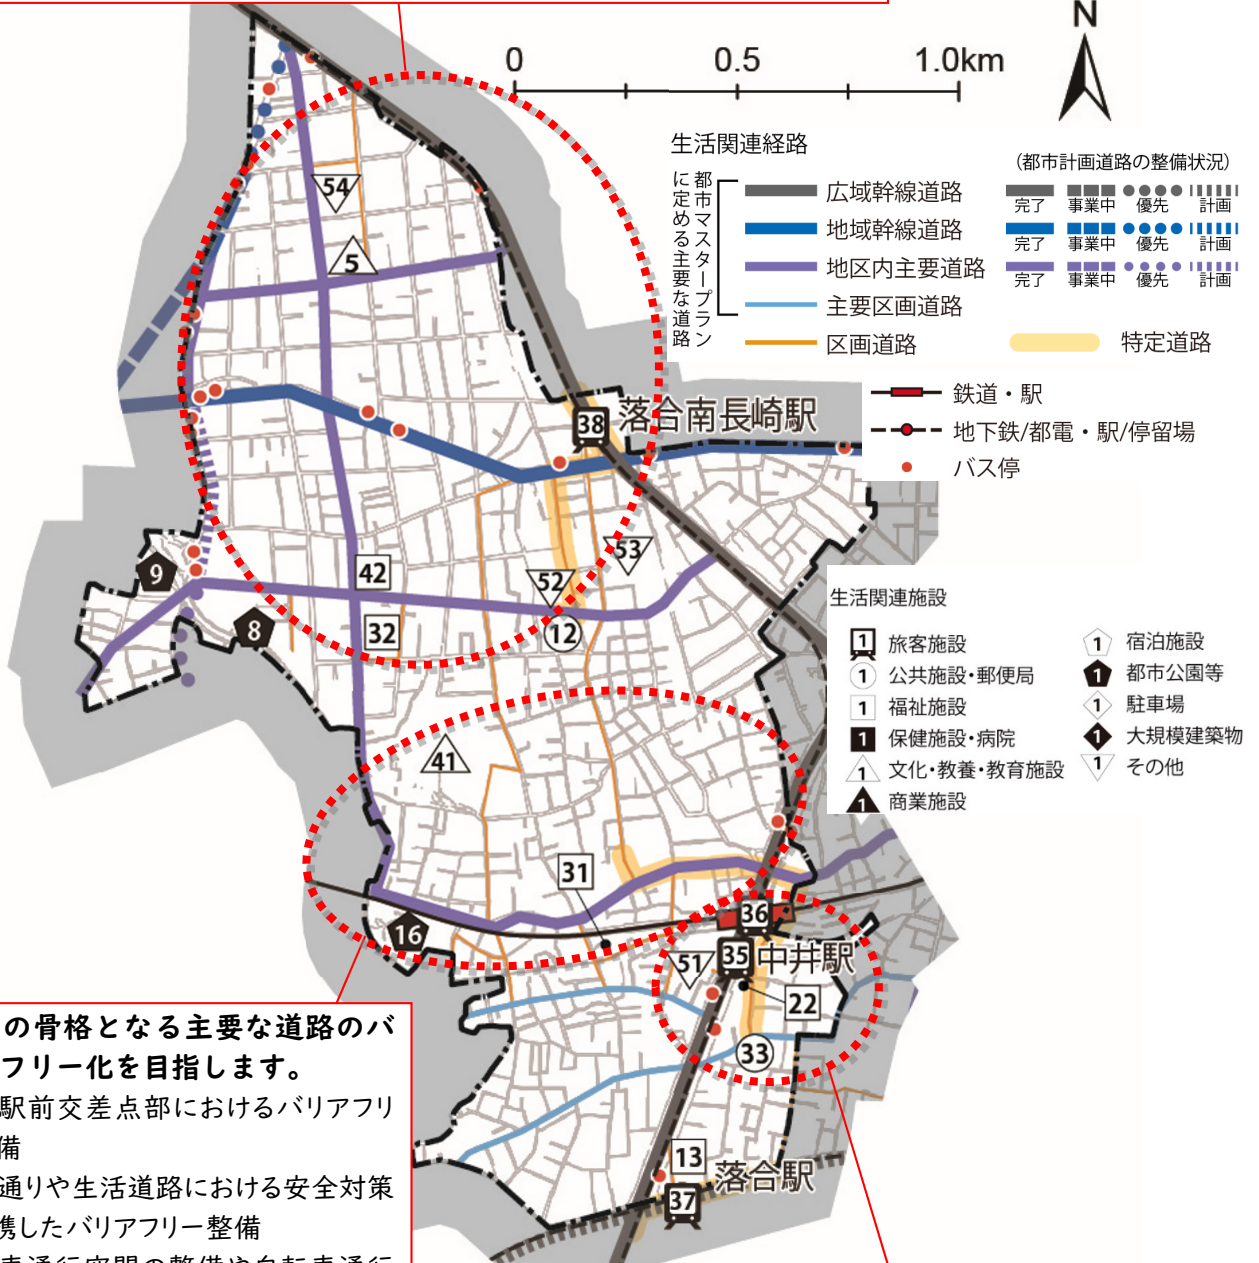 N
0 0.5 1.0km
生活関連経路
都市マスタープラン
に定める主要な道路
広域幹線道路
地域幹線道路
地区内主要道路
主要区画道路
区画道路
（都市計画道路の整備状況）
完了 事業中 優先 計画
完了 事業中 優先 計画
完了 事業中 優先 計画
特定道路
鉄道・駅
地下鉄/都電・駅/停留場
バス停
54
5
38 落合南長崎駅
53
52
42
9
8
32
12
生活関連施設
1 旅客施設
1 公共施設・郵便局
1 福祉施設
1 保健施設・病院
1 文化・教養・教育施設
1 商業施設
1 宿泊施設
1 都市公園等
1 駐車場
1 大規模建築物
1 その他
41
31
36
16
35 中井駅
51
22
33
13
落合駅
37
の骨格となる主要な道路のバ
フリー化を目指します。
駅前交差点部におけるバリアフリ
備
通りや生活道路における安全対策
携したバリアフリー整備
車通行空間の整備や自転車通行